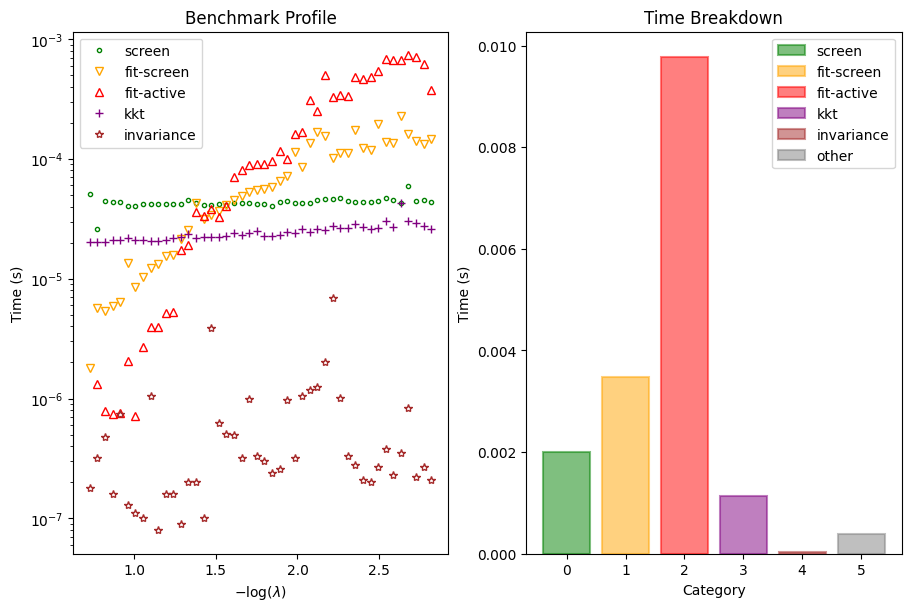 Benchmark Profile
screen
fit-screen
fit-active
kkt
invariance
10⁻³
10⁻⁴
10⁻⁵
10⁻⁶
10⁻⁷
Time (s)
1.0 1.5 2.0 2.5
−log(λ)
Time Breakdown
screen
fit-screen
fit-active
kkt
invariance
other
0.010
0.008
0.006
0.004
0.002
0.000
Time (s)
0 1 2 3 4 5
Category